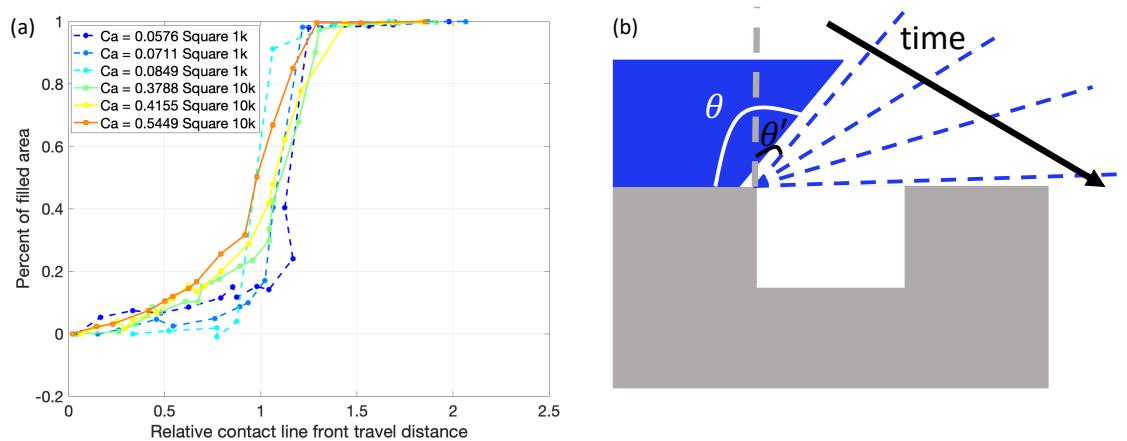 (a)
Ca = 0.0576 Square 1k
Ca = 0.0711 Square 1k
Ca = 0.0849 Square 1k
Ca = 0.3788 Square 10k
Ca = 0.4155 Square 10k
Ca = 0.5449 Square 10k
Percent of filled area
1
0.8
0.6
0.4
0.2
0
-0.2
0 0.5 1 1.5 2 2.5
Relative contact line front travel distance
(b)
time
θ
θ′